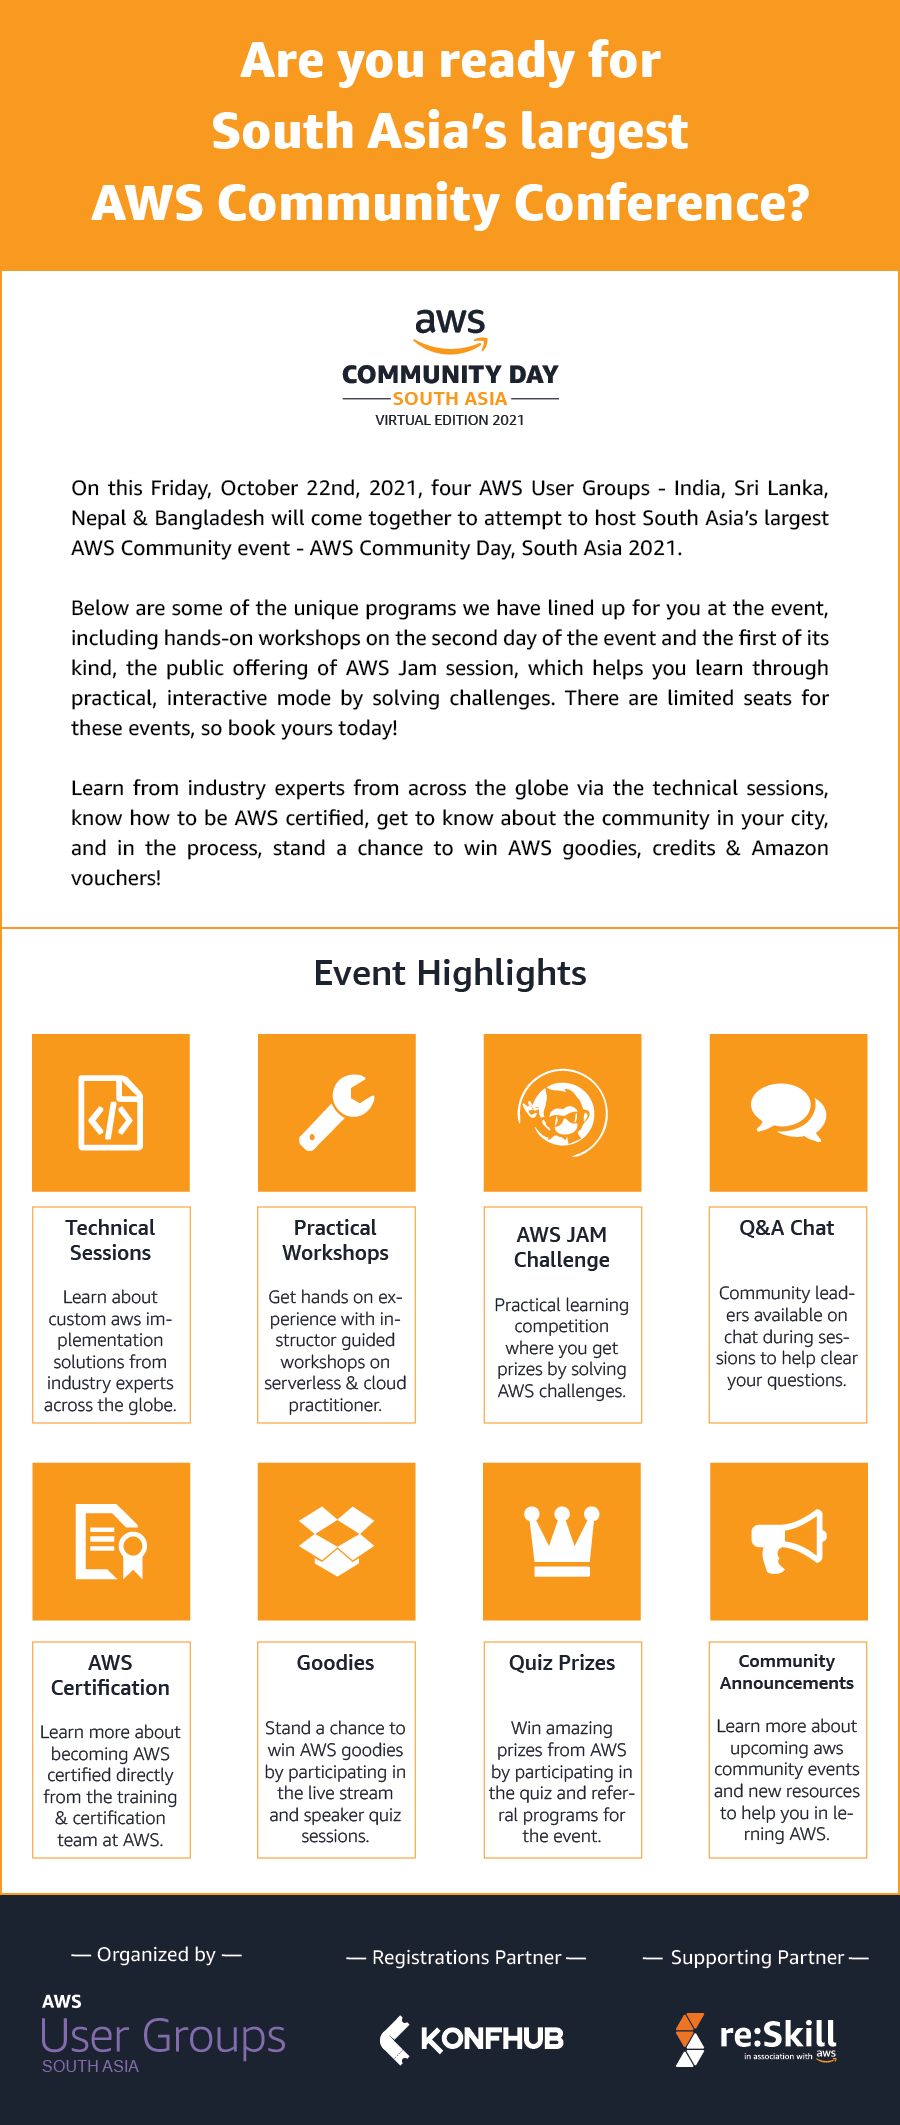 Are you ready for
South Asia's largest
AWS Community Conference?
aws
COMMUNITY DAY
SOUTH ASIA
VIRTUAL EDITION 2021
On this Friday, October 22nd, 2021, four AWS User Groups - India, Sri Lanka,
Nepal & Bangladesh will come together to attempt to host South Asia's largest
AWS Community event - AWS Community Day, South Asia 2021.
Below are some of the unique programs we have lined up for you at the event,
including hands-on workshops on the second day of the event and the first of its
kind, the public offering of AWS Jam session, which helps you learn through
practical, interactive mode by solving challenges. There are limited seats for
these events, so book yours today!
Learn from industry experts from across the globe via the technical sessions,
know how to be AWS certified, get to know about the community in your city,
and in the process, stand a chance to win AWS goodies, credits & Amazon
vouchers!
Event Highlights
</>
Technical
Sessions
Learn about
custom aws im-
plementation
solutions from
industry experts
across the globe.
Practical
Workshops
Get hands on ex-
perience with in-
structor guided
workshops on
serverless & cloud
practitioner.
AWS JAM
Challenge
Practical learning
competition
where you get
prizes by solving
AWS challenges.
Q&A Chat
Community lead-
ers available on
chat during ses-
sions to help clear
your questions.
AWS
Certification
Learn more about
becoming AWS
certified directly
from the training
& certification
team at AWS.
Goodies
Stand a chance to
win AWS goodies
by participating in
the live stream
and speaker quiz
sessions.
Quiz Prizes
Win amazing
prizes from AWS
by participating in
the quiz and refer-
ral programs for
the event.
Community
Announcements
Learn more about
upcoming aws
community events
and new resources
to help you in le-
rning AWS.
— Organized by —
AWS
User Groups
SOUTH ASIA
— Registrations Partner —
KONFHUB
— Supporting Partner —
re:Skill
in association with aws